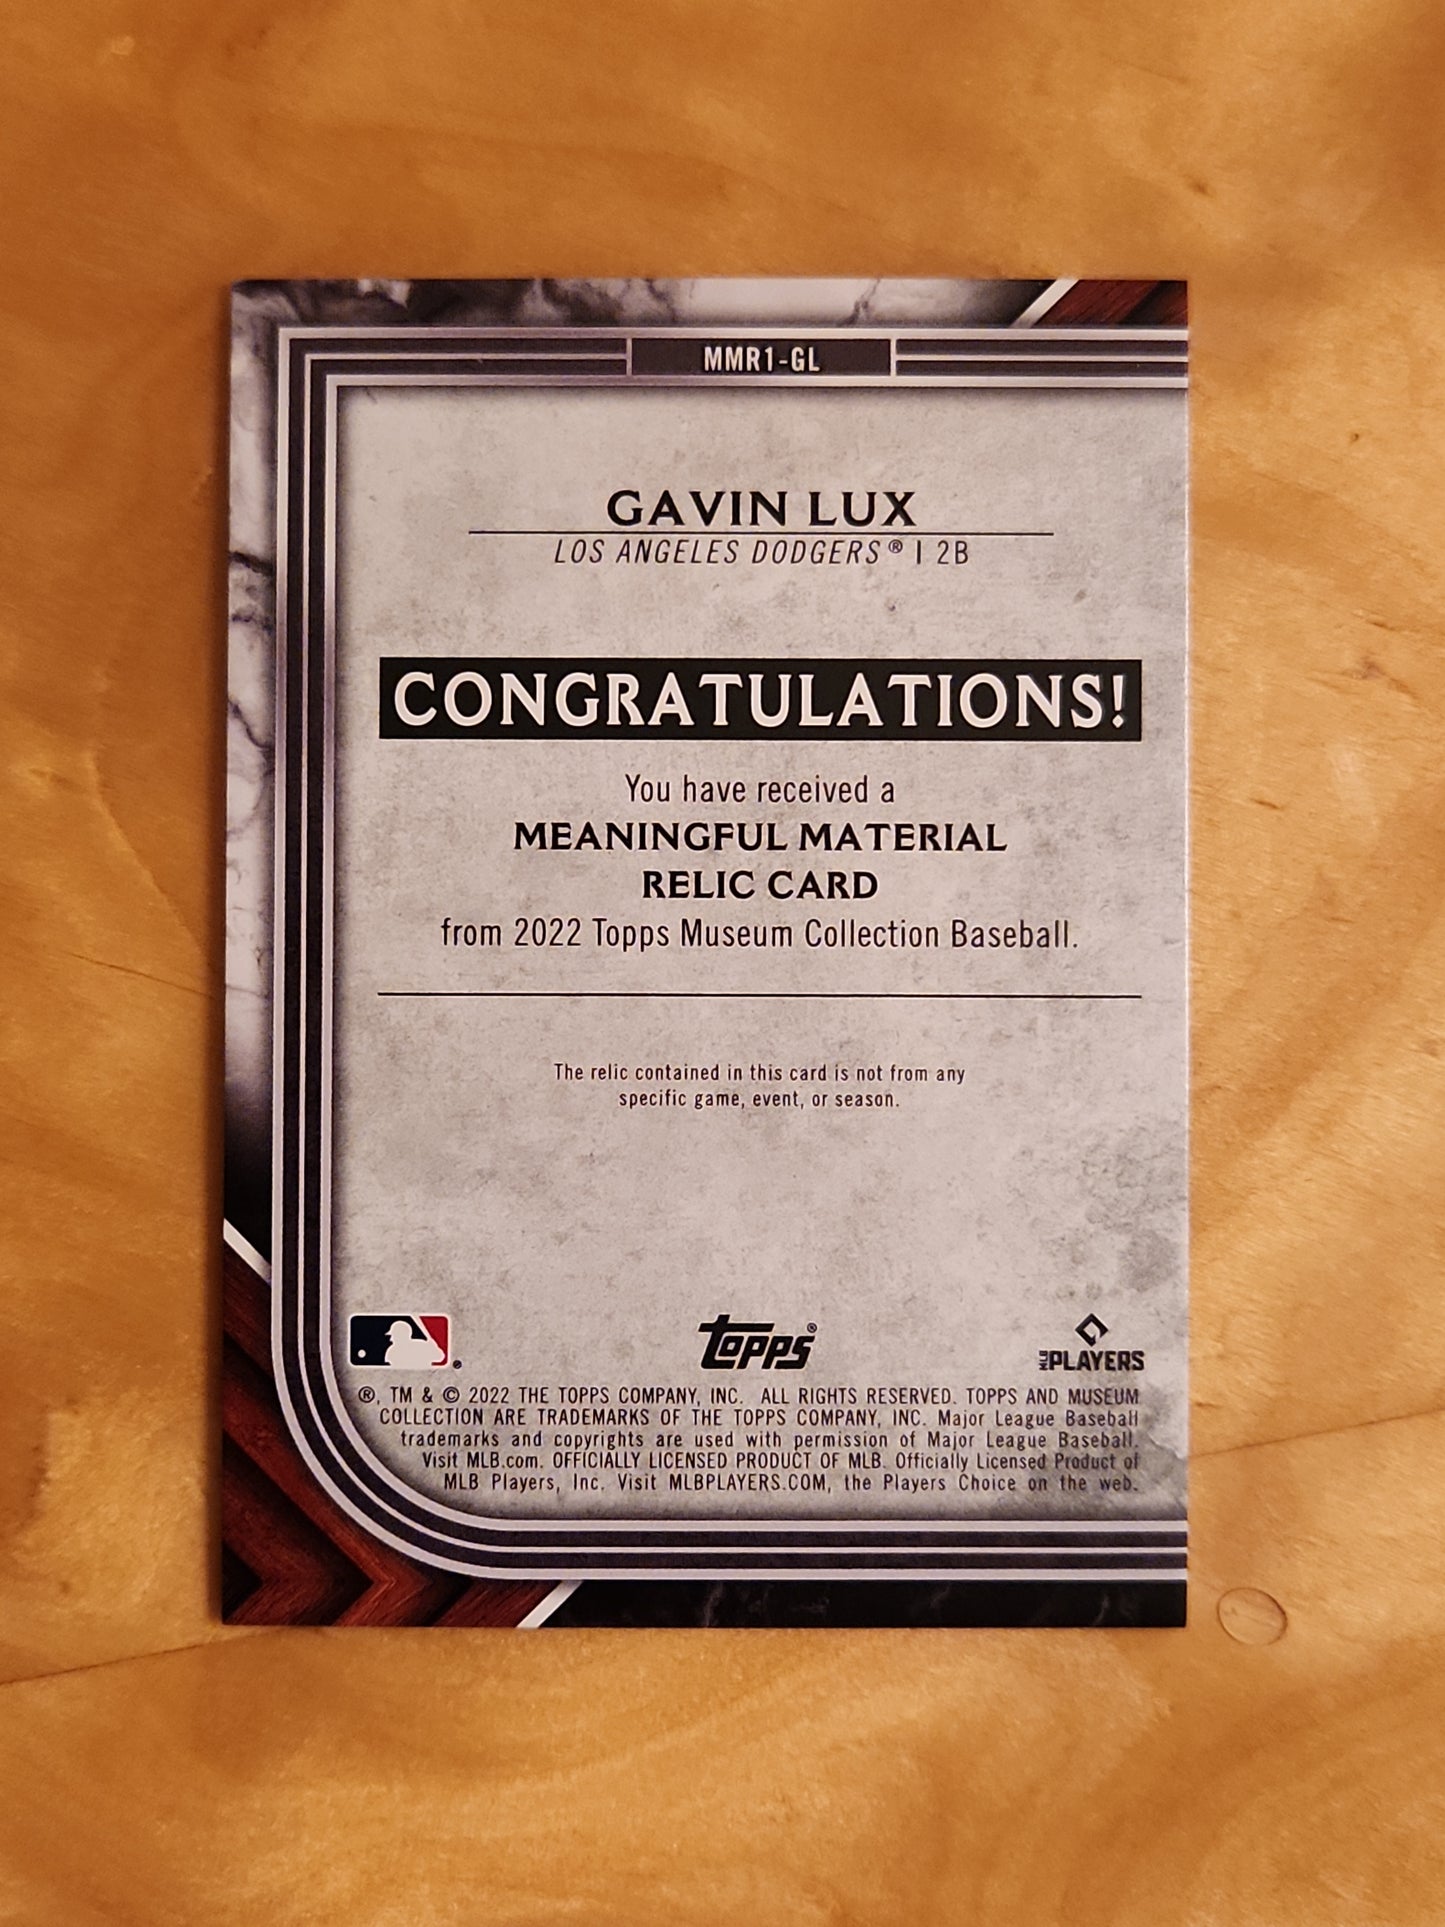 MMR1-GL
GAVIN LUX
LOS ANGELES DODGERS® | 2B
CONGRATULATIONS!
You have received a
MEANINGFUL MATERIAL
RELIC CARD
from 2022 Topps Museum Collection Baseball.
The relic contained in this card is not from any
specific game, event, or season.
® topps® MLB PLAYERS
®, TM & © 2022 THE TOPPS COMPANY, INC. ALL RIGHTS RESERVED. TOPPS AND MUSEUM
COLLECTION ARE TRADEMARKS OF THE TOPPS COMPANY, INC. Major League Baseball
trademarks and copyrights are used with permission of Major League Baseball.
Visit MLB.com. OFFICIALLY LICENSED PRODUCT OF MLB. Officially Licensed Product of
MLB Players, Inc. Visit MLBPLAYERS.COM, the Players Choice on the web.